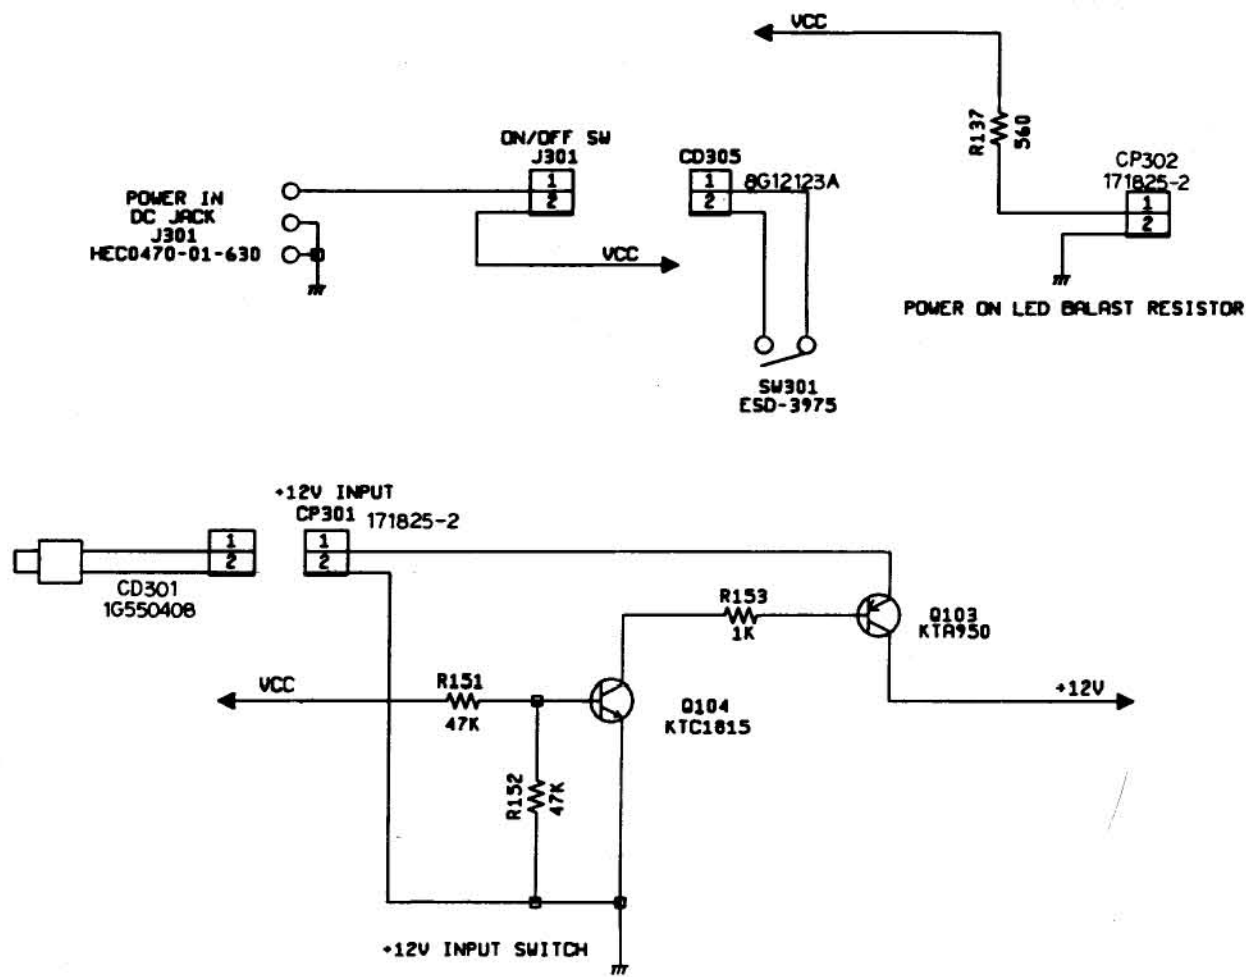 VCC
R137
560
ON/OFF SW
J301
1
2
CD305
1
2
8G12123A
CP302
171825-2
1
2
POWER IN
DC JACK
J301
HEC0470-01-630
VCC
POWER ON LED BALAST RESISTOR
SW301
ESD-3975
+12V INPUT
CP301 171825-2
1
2
1
2
CD301
1G550408
R153
1K
Q103
KTA950
VCC
R151
47K
Q104
KTC1815
+12V
R152
47K
+12V INPUT SWITCH